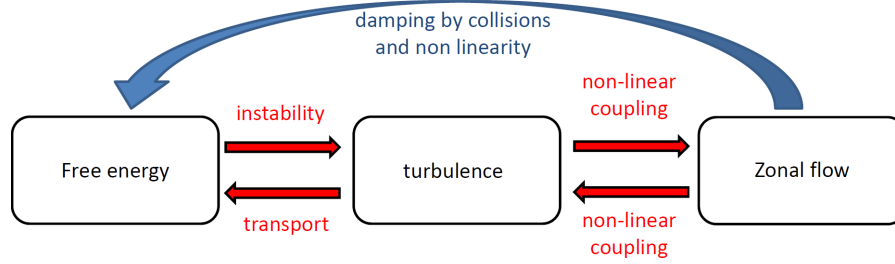 damping by collisions
and non linearity
non-linear
coupling
instability
Free energy
turbulence
Zonal flow
transport
non-linear
coupling